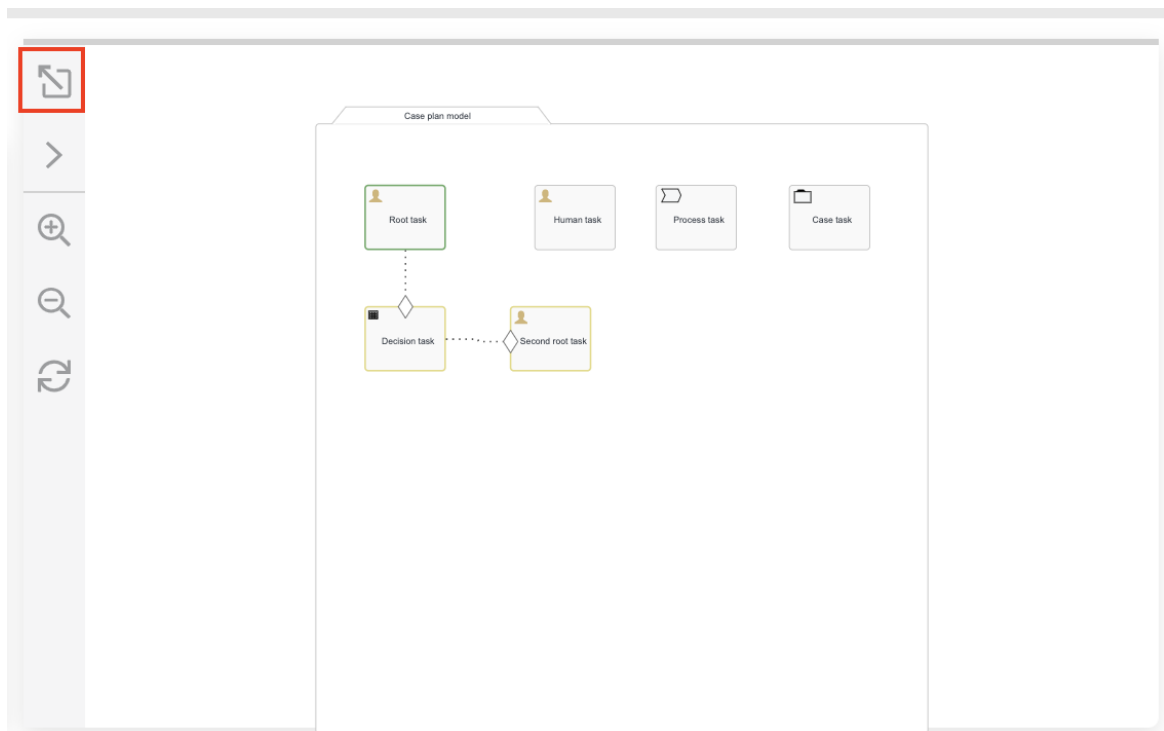 Case plan model
Root task
Human task
Process task
Case task
Decision task
Second root task